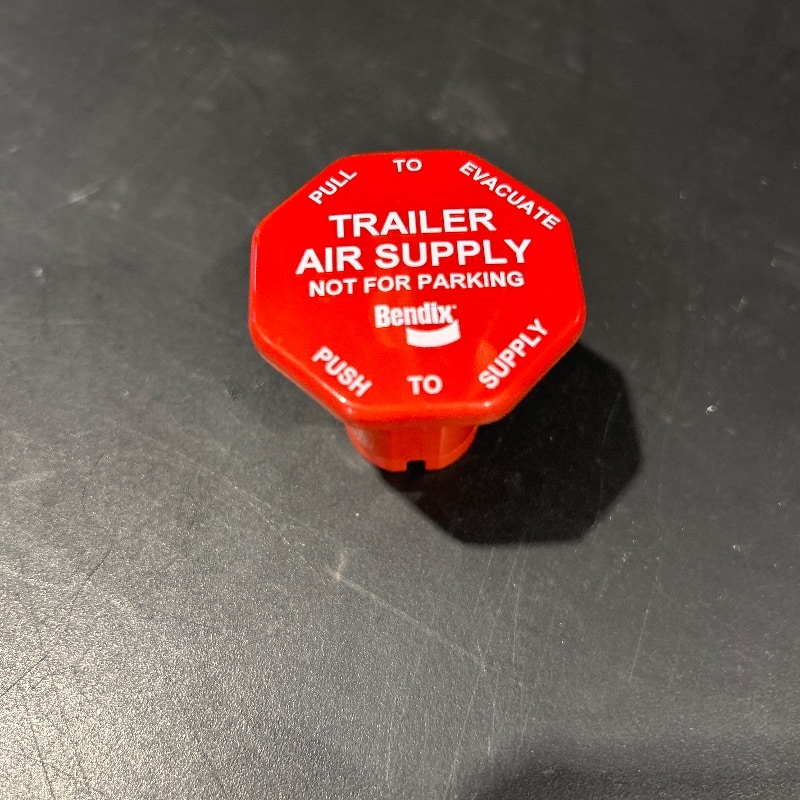 PULL TO EVACUATE
TRAILER
AIR SUPPLY
NOT FOR PARKING
Bendix
PUSH TO SUPPLY